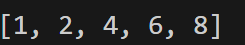 [1, 2, 4, 6, 8]